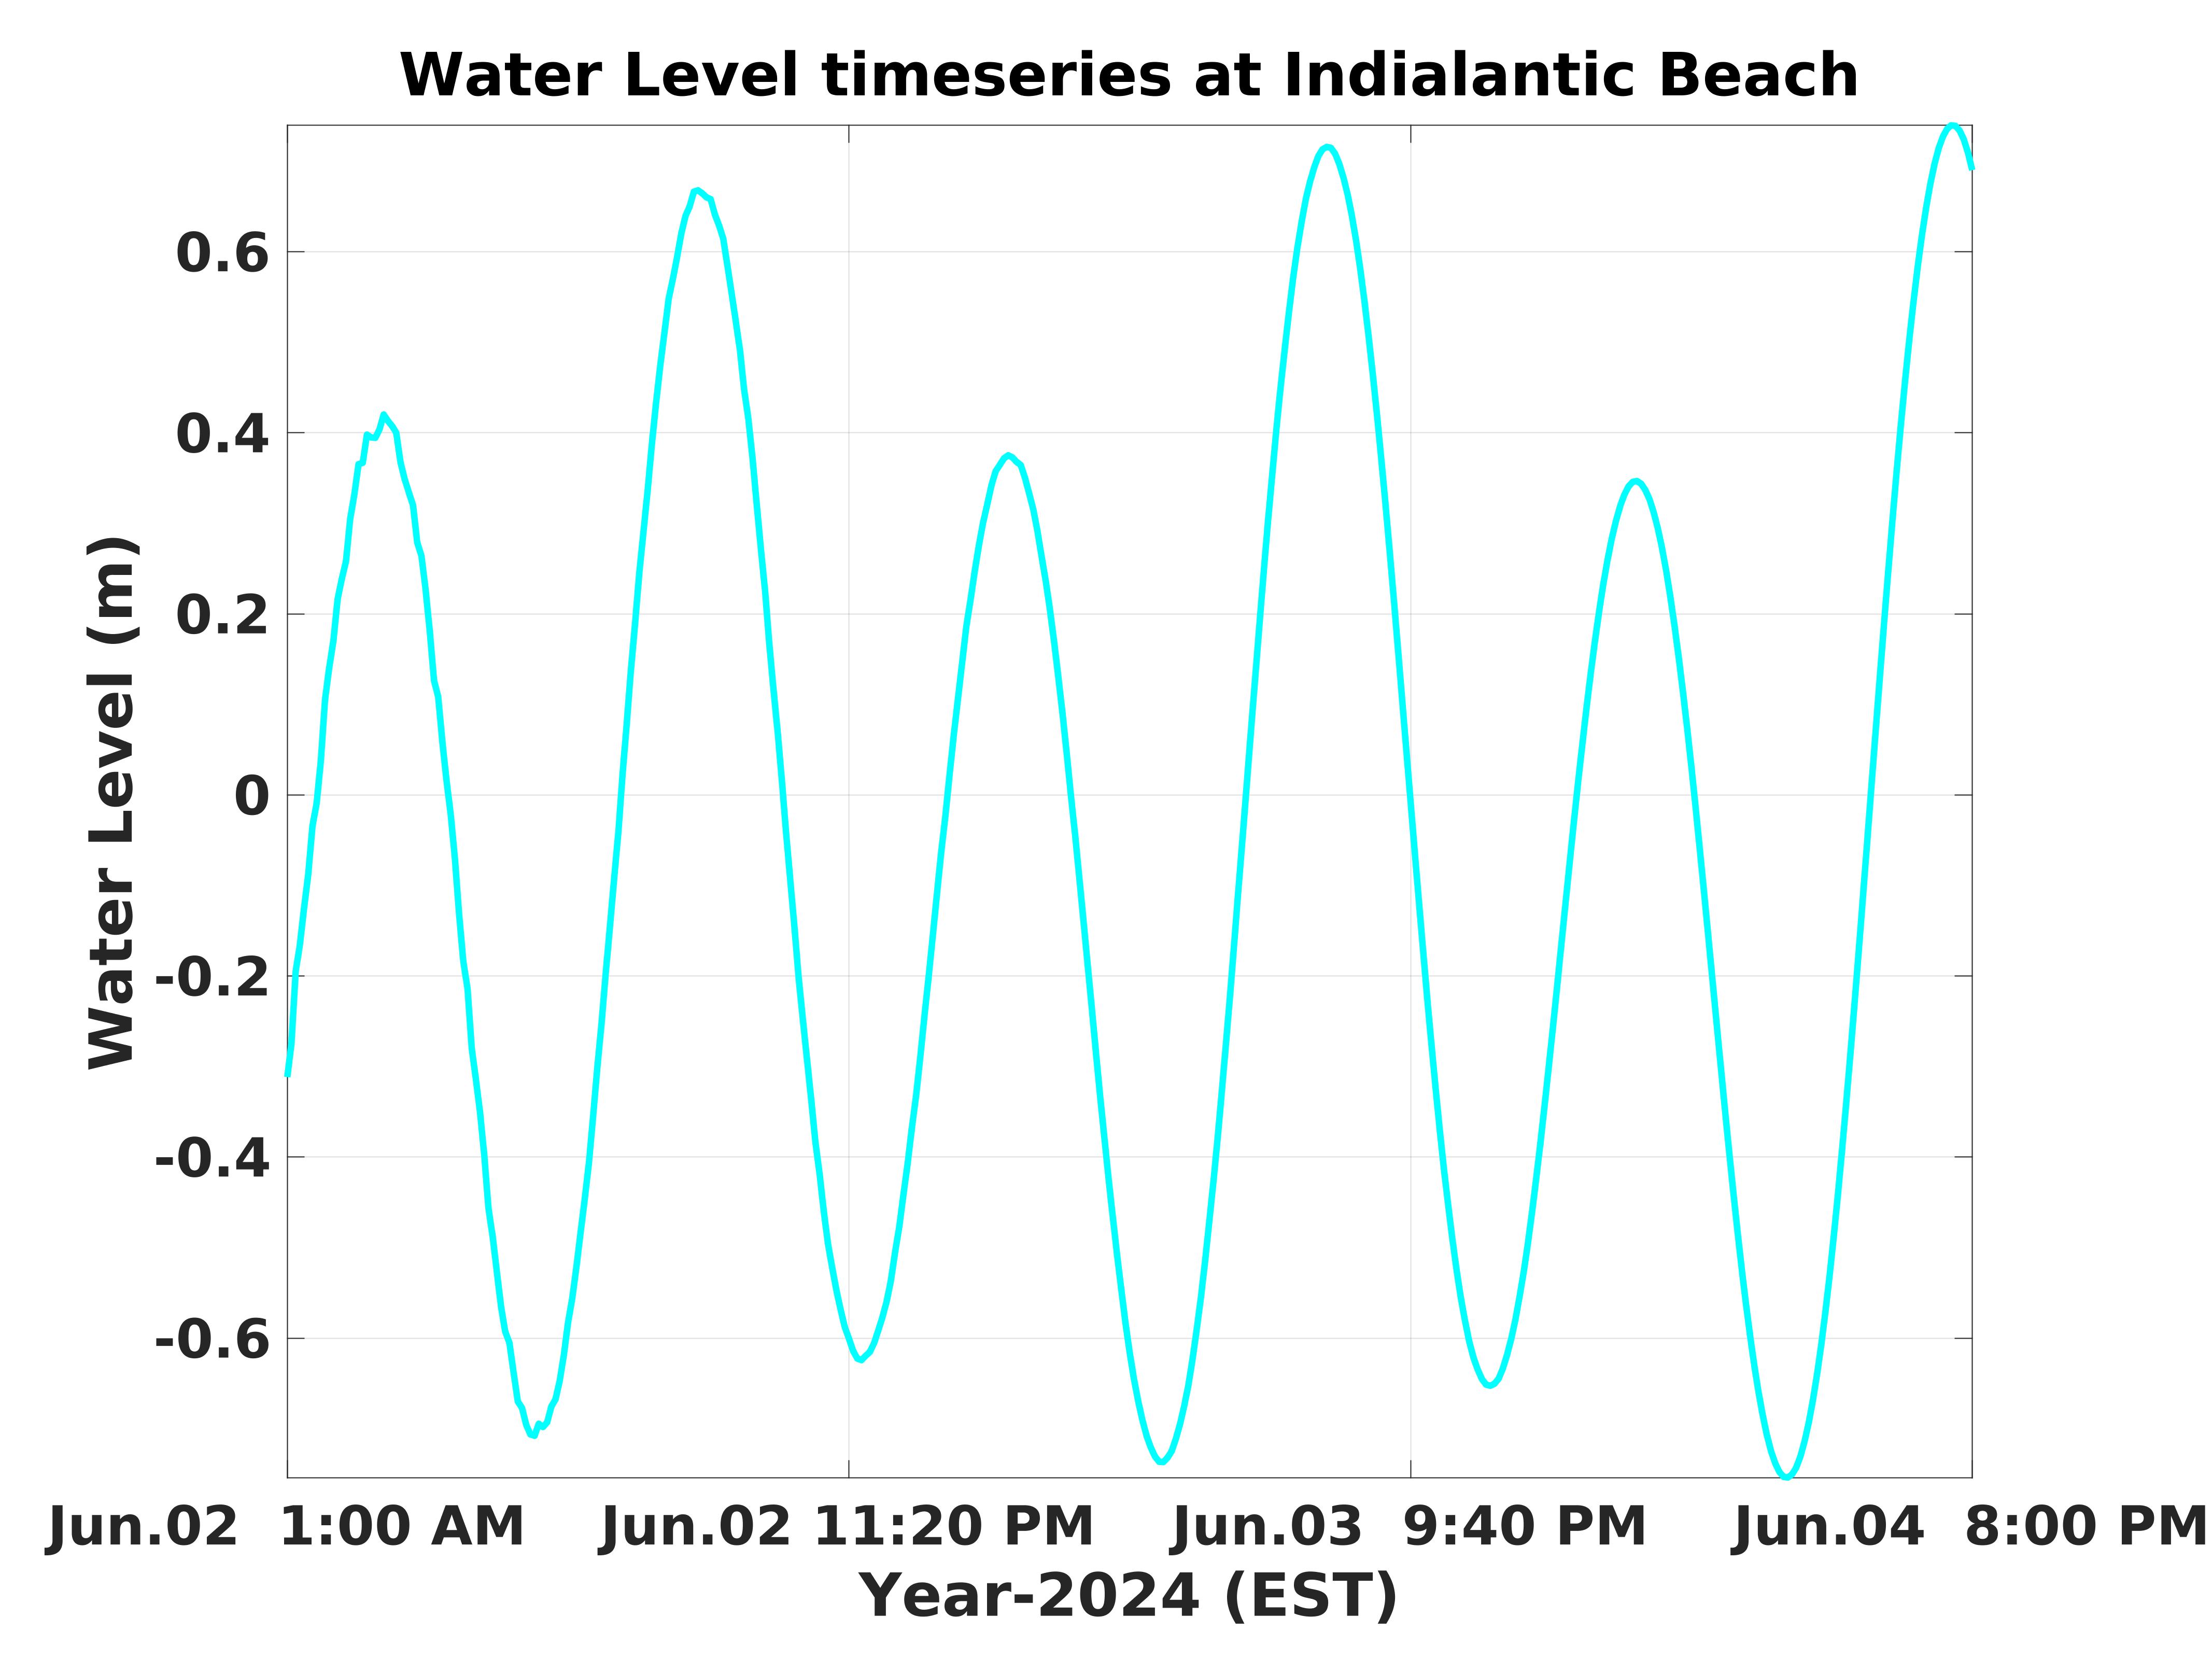 Water Level timeseries at Indialantic Beach
Water Level (m)
0.6
0.4
0.2
0
-0.2
-0.4
-0.6
Jun.02 1:00 AM Jun.02 11:20 PM Jun.03 9:40 PM Jun.04 8:00 PM
Year-2024 (EST)